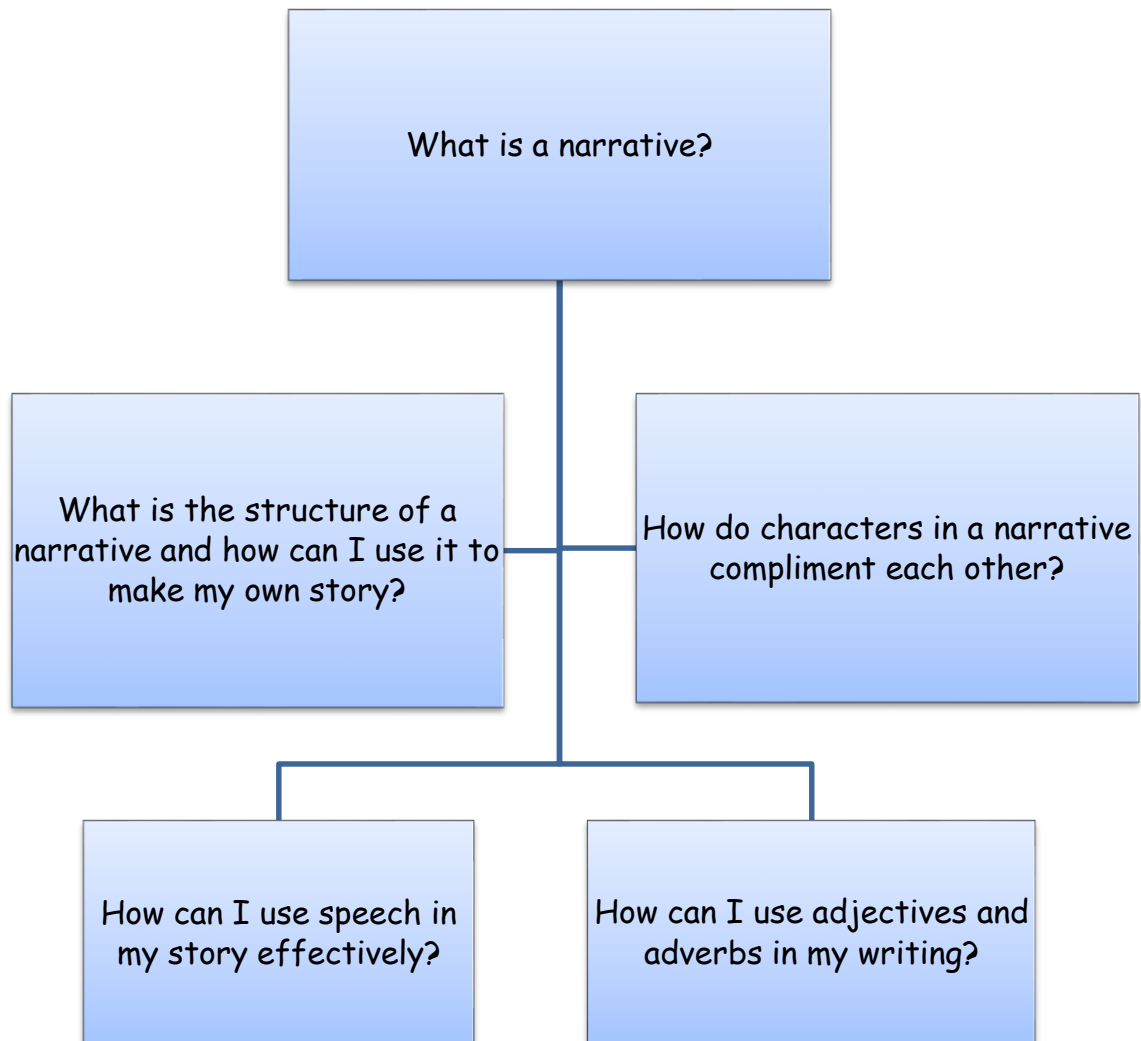 What is a narrative?
What is the structure of a
narrative and how can I use it to
make my own story?
How do characters in a narrative
compliment each other?
How can I use speech in
my story effectively?
How can I use adjectives and
adverbs in my writing?